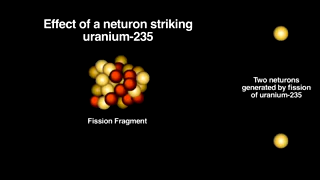 Effect of a neturon striking
uranium-235
Fission Fragment
Two neturons
generated by fission
of uranium-235